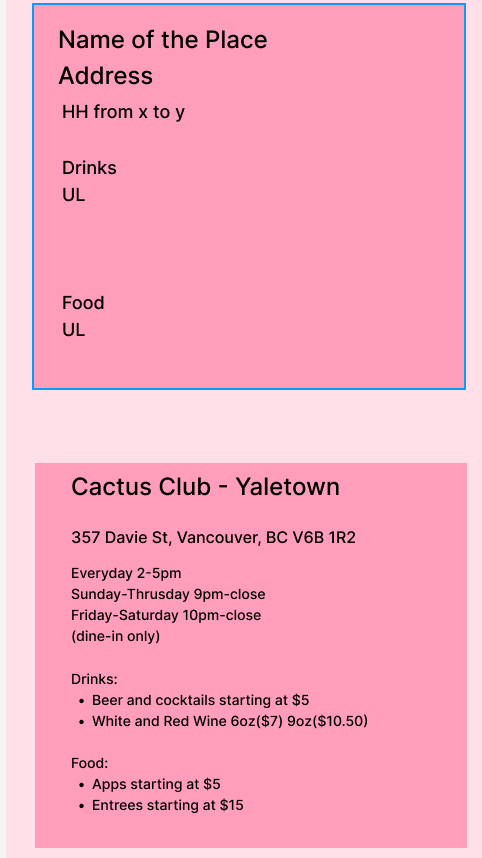 Name of the Place
Address
HH from x to y
Drinks
UL
Food
UL
Cactus Club - Yaletown
357 Davie St, Vancouver, BC V6B 1R2
Everyday 2-5pm
Sunday-Thrusday 9pm-close
Friday-Saturday 10pm-close
(dine-in only)
Drinks:
• Beer and cocktails starting at $5
• White and Red Wine 6oz($7) 9oz($10.50)
Food:
• Apps starting at $5
• Entrees starting at $15